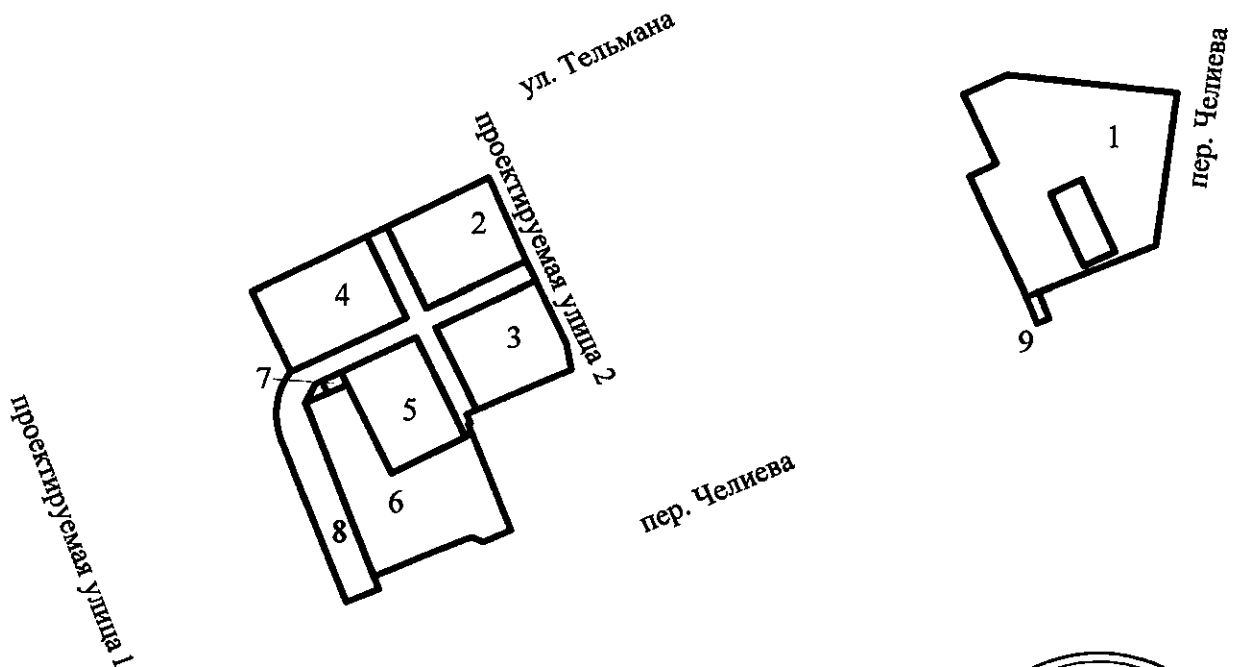 ул. Тельмана
пер. Челиева
проектируемая улица 2
1
2
4
3
9
7
5
проектируемая улица 1
6
8
пер. Челиева